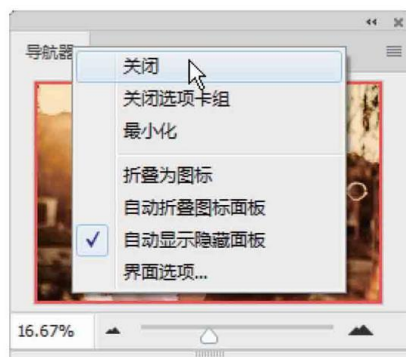 导航器
关闭
关闭选项卡组
最小化
折叠为图标
自动折叠图标面板
自动显示隐藏面板
界面选项...
16.67%